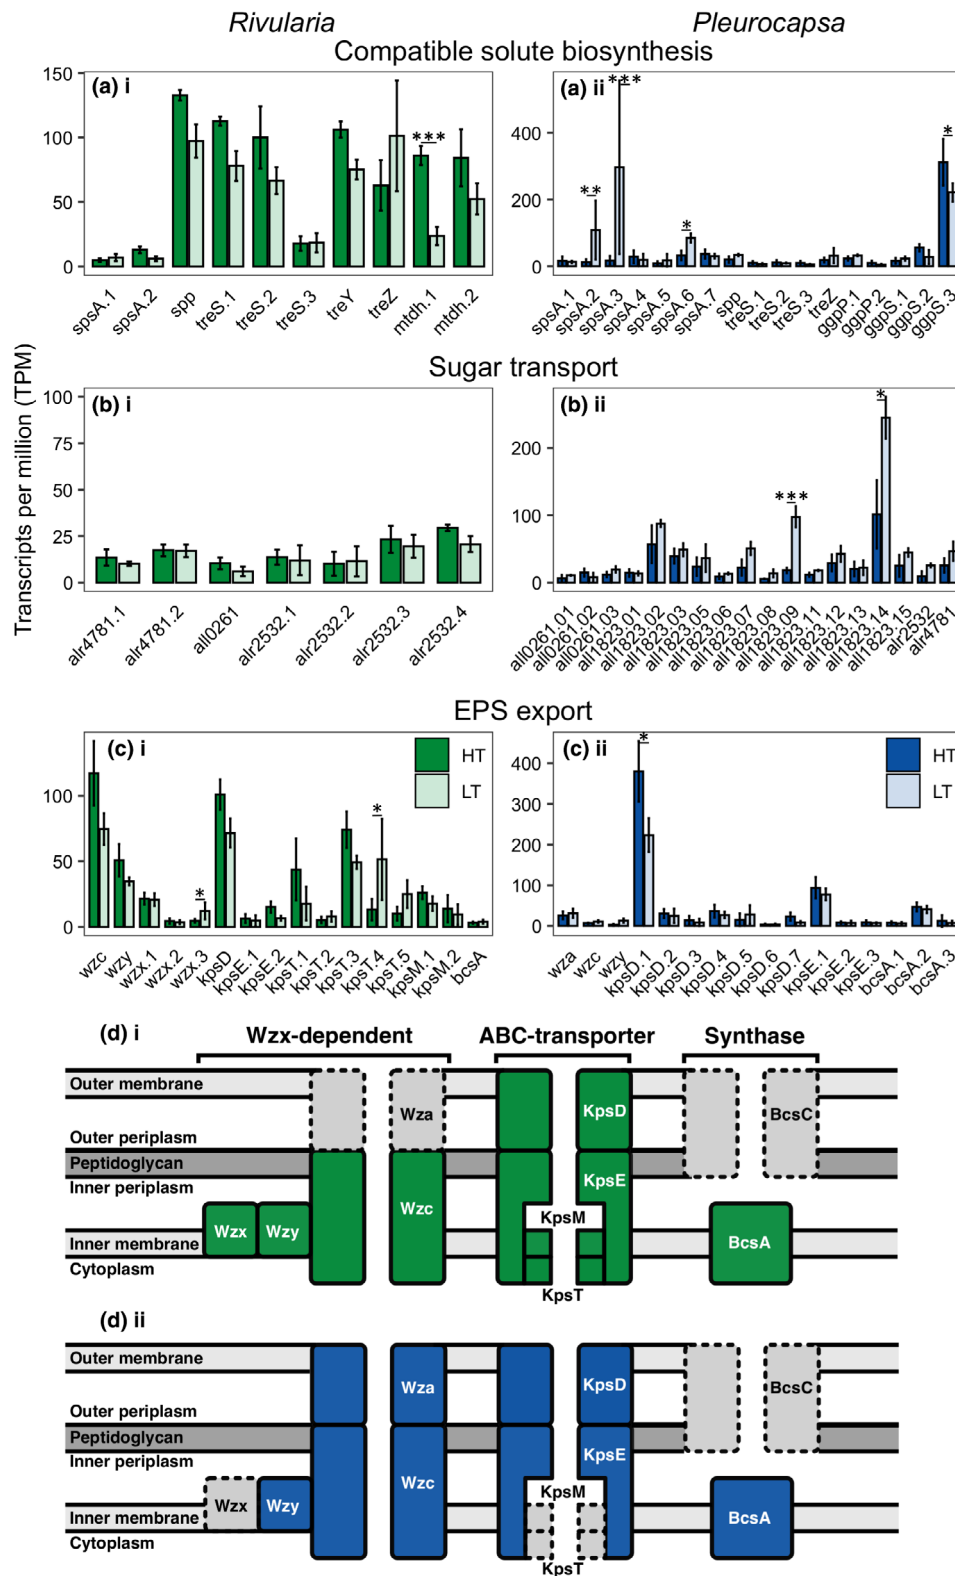 Rivularia Pleurocapsa
Compatible solute biosynthesis
(a) i
(a) ii
Transcripts per million (TPM)
150
100
50
0
***
spsA.1 spsA.2 spp treS.1 treS.2 treS.3 treY treZ mtdh.1 mtdh.2
400
200
0
** *** * *
spsA.1 spsA.2 spsA.3 spsA.4 spsA.5 spsA.6 spsA.7 spp treS.1 treS.2 treS.3 treZ ggpP.1 ggpP.2 ggpS.1 ggpS.2 ggpS.3
Sugar transport
(b) i
100
75
50
25
0
alr4781.1 alr4781.2 all0261 alr2532.1 alr2532.2 alr2532.3 alr2532.4
(b) ii
200
100
0
*** *
all0261.01 all0261.02 all0261.03 all1823.01 all1823.02 all1823.03 all1823.05 all1823.06 all1823.07 all1823.08 all1823.09 all1823.11 all1823.12 all1823.13 all1823.14 all1823.15 alr2532 alr4781
EPS export
(c) i
HT
LT
100
50
0
* *
wzc wzy wzx.1 wzx.2 wzx.3 kpsD kpsE.1 kpsE.2 kpsT.1 kpsT.2 kpsT.3 kpsT.4 kpsT.5 kpsM.1 kpsM.2 bcsA
(c) ii
HT
LT
400
300
200
100
0
*
wza wzc wzy kpsD.1 kpsD.2 kpsD.3 kpsD.4 kpsD.5 kpsD.6 kpsD.7 kpsE.1 kpsE.2 kpsE.3 bcsA.1 bcsA.2 bcsA.3
(d) i
Wzx-dependent ABC-transporter Synthase
Outer membrane
Wza KpsD BcsC
Outer periplasm
Peptidoglycan
Inner periplasm
KpsE
Wzc
KpsM
Wzx Wzy
Inner membrane
BcsA
Cytoplasm
KpsT
(d) ii
Outer membrane
Wza KpsD BcsC
Outer periplasm
Peptidoglycan
Inner periplasm
KpsE
Wzc
KpsM
Wzx Wzy
Inner membrane
BcsA
Cytoplasm
KpsT